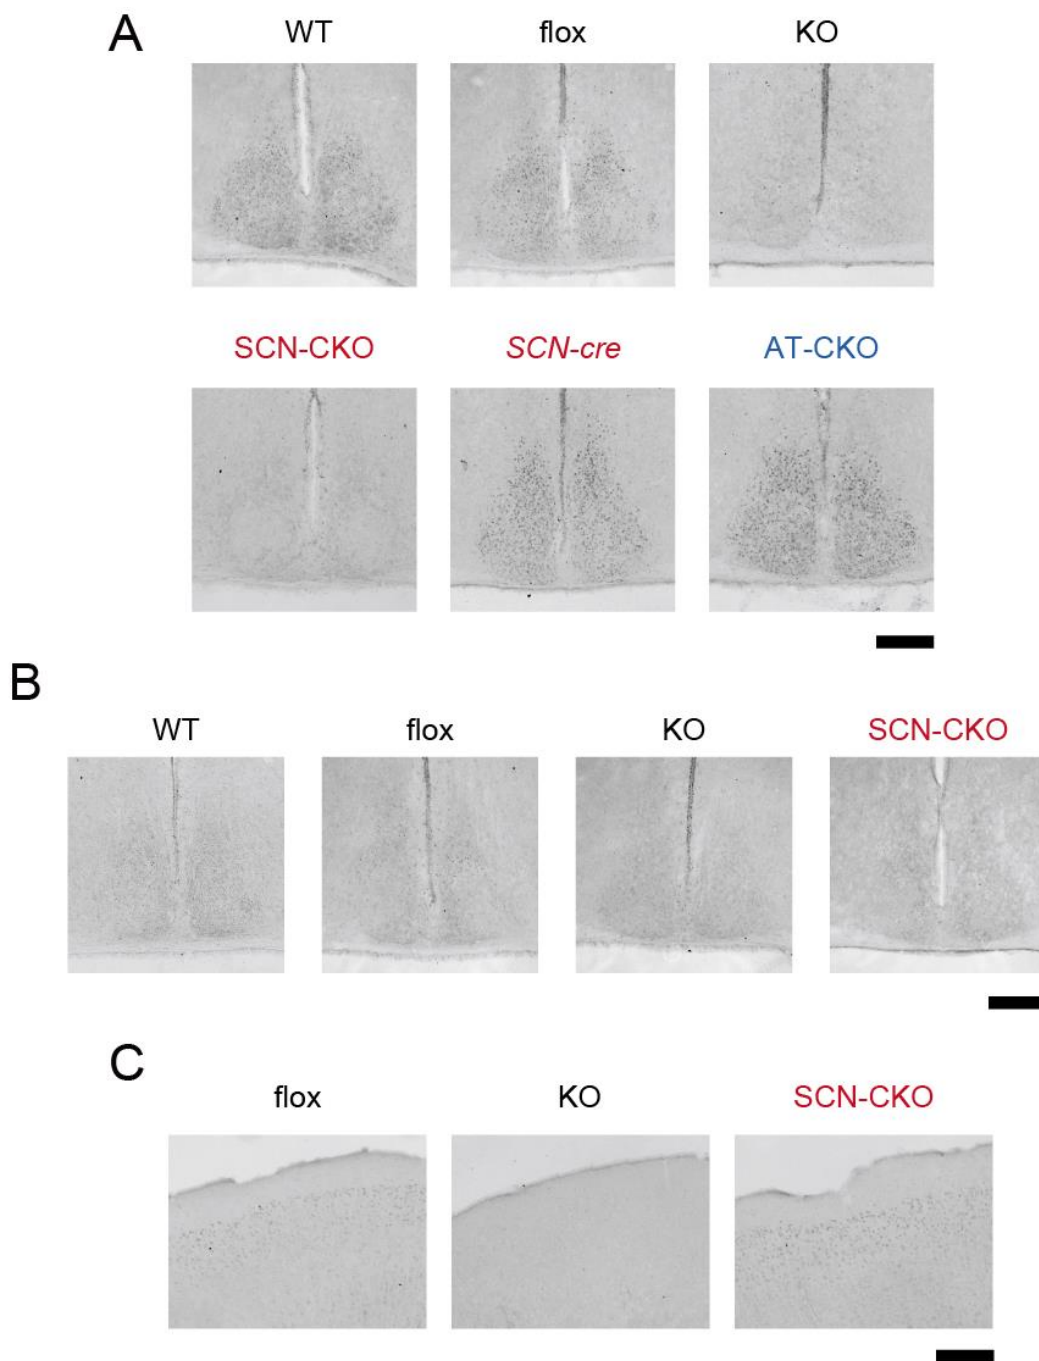 A
WT flox KO
SCN-CKO SCN-cre AT-CKO
B
WT flox KO SCN-CKO
C
flox KO SCN-CKO